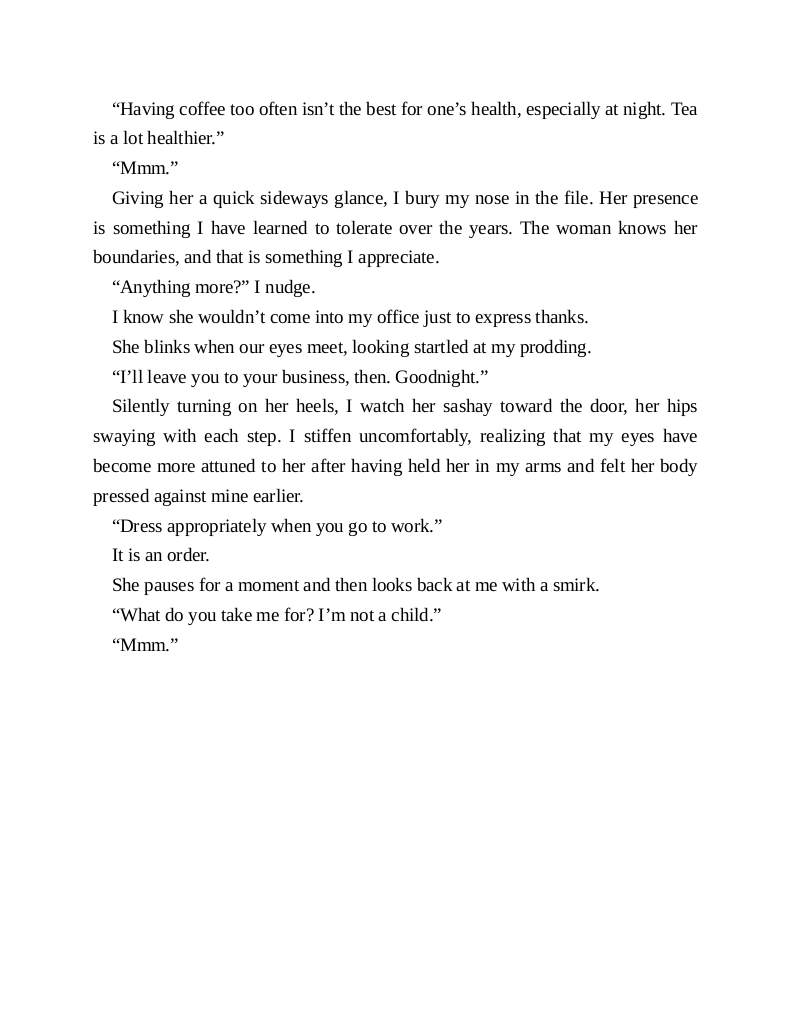 “Having coffee too often isn’t the best for one’s health, especially at night. Tea
is a lot healthier.”
“Mmm.”
Giving her a quick sideways glance, I bury my nose in the file. Her presence
is something I have learned to tolerate over the years. The woman knows her
boundaries, and that is something I appreciate.
“Anything more?” I nudge.
I know she wouldn’t come into my office just to express thanks.
She blinks when our eyes meet, looking startled at my prodding.
“I’ll leave you to your business, then. Goodnight.”
Silently turning on her heels, I watch her sashay toward the door, her hips
swaying with each step. I stiffen uncomfortably, realizing that my eyes have
become more attuned to her after having held her in my arms and felt her body
pressed against mine earlier.
“Dress appropriately when you go to work.”
It is an order.
She pauses for a moment and then looks back at me with a smirk.
“What do you take me for? I’m not a child.”
“Mmm.”